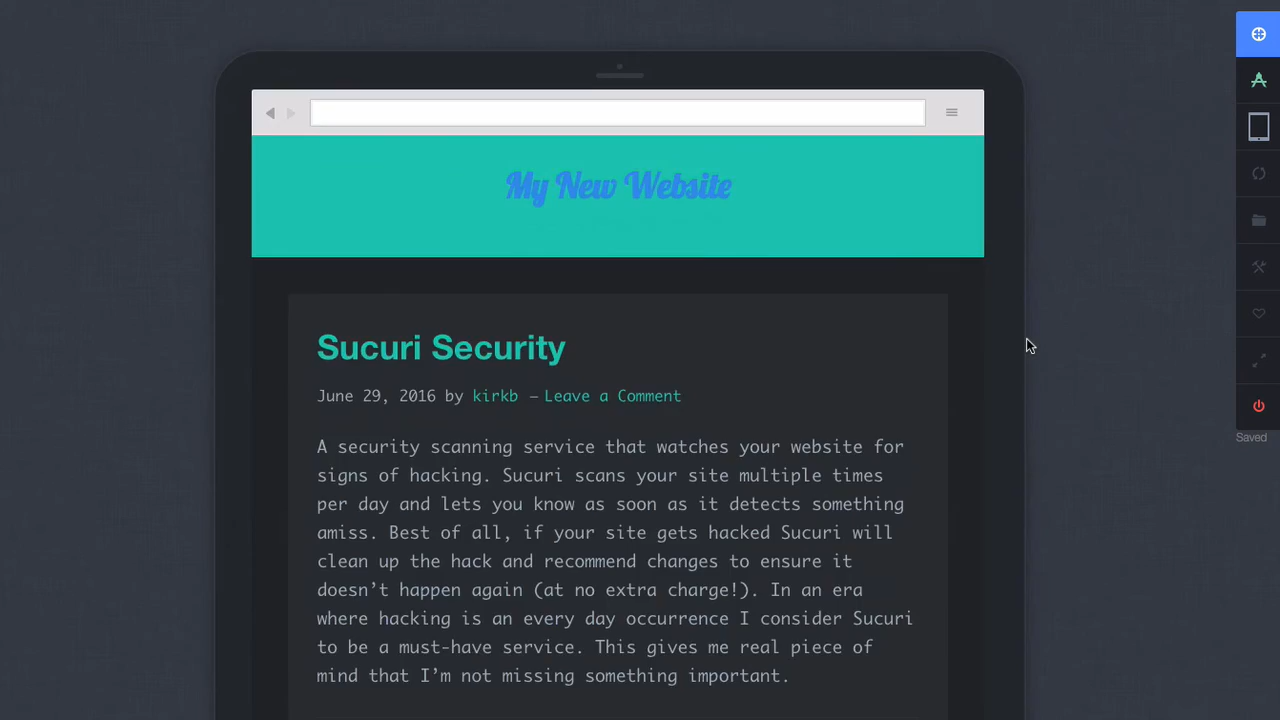 My New Website
Sucuri Security
June 29, 2016 by kirkb – Leave a Comment
A security scanning service that watches your website for
signs of hacking. Sucuri scans your site multiple times
per day and lets you know as soon as it detects something
amiss. Best of all, if your site gets hacked Sucuri will
clean up the hack and recommend changes to ensure it
doesn’t happen again (at no extra charge!). In an era
where hacking is an every day occurrence I consider Sucuri
to be a must-have service. This gives me real piece of
mind that I’m not missing something important.
Saved